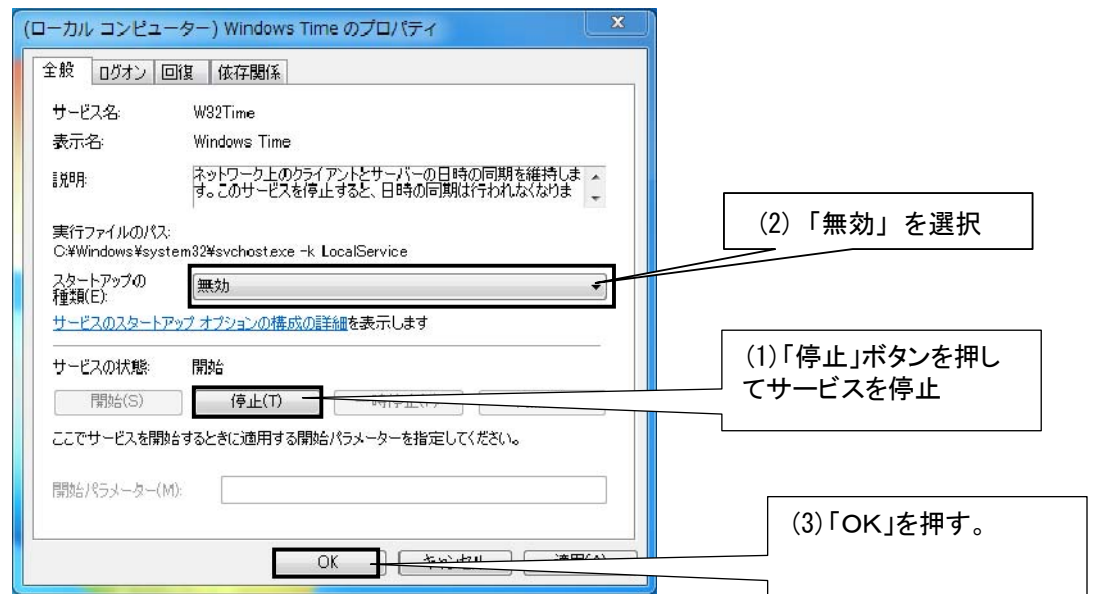 (ローカル コンピューター) Windows Time のプロパティ
x
全般 ログオン 回復 依存関係
サービス名: W32Time
表示名: Windows Time
説明: ネットワーク上のクライアントとサーバーの日時の同期を維持しま
す。このサービスを停止すると、日時の同期は行われなくなりま
実行ファイルのパス:
C:¥Windows¥system32¥svchost.exe -k LocalService
スタートアップの
種類(E): 無効
サービスのスタートアップ オプションの構成の詳細を表示します
サービスの状態: 開始
開始(S) 停止(T)
ここでサービスを開始するときに適用する開始パラメーターを指定してください。
開始パラメーター(M):
OK キャンセル 適用(A)
(2)「無効」を選択
(1)「停止」ボタンを押し
てサービスを停止
(3)「OK」を押す。